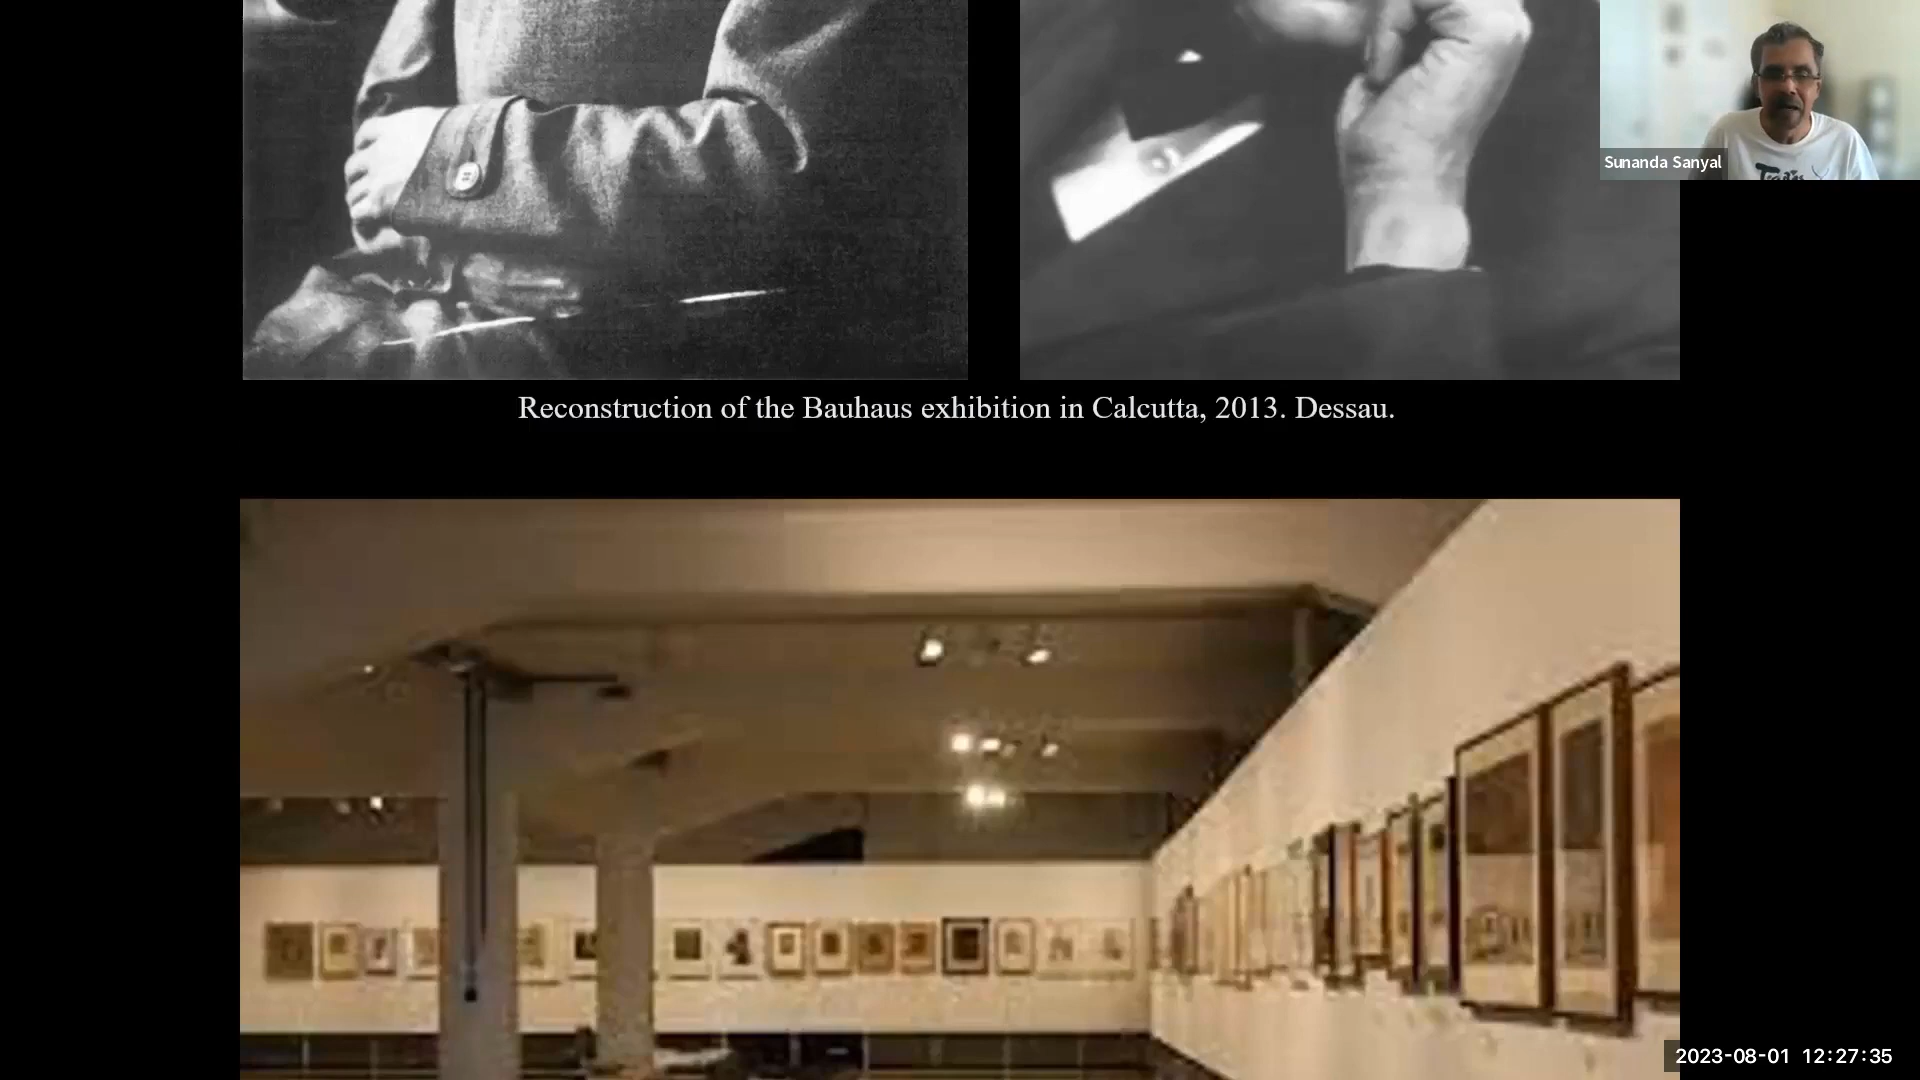 Sunanda Sanyal
Reconstruction of the Bauhaus exhibition in Calcutta, 2013. Dessau.
2023-08-01 12:27:35